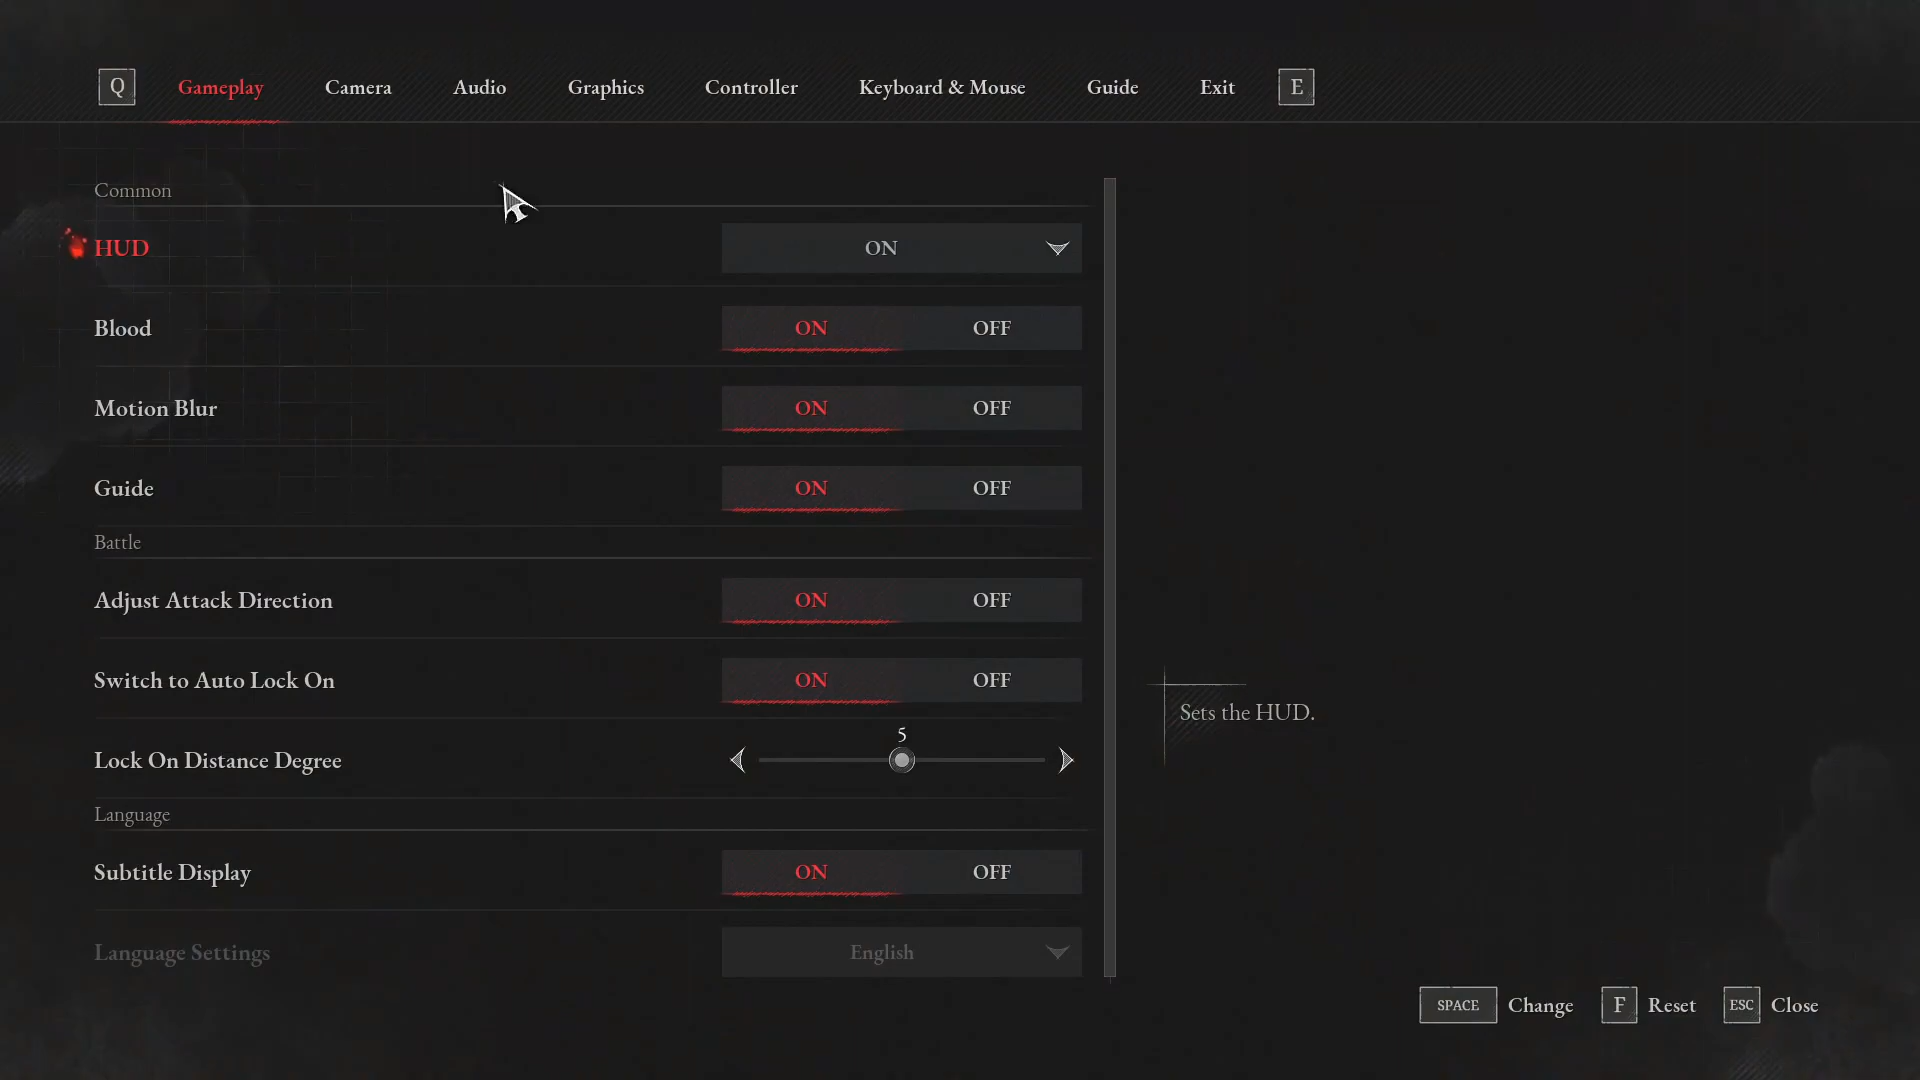 Q Gameplay Camera Audio Graphics Controller Keyboard & Mouse Guide Exit E
Common
HUD ON
Blood ON OFF
Motion Blur ON OFF
Guide ON OFF
Battle
Adjust Attack Direction ON OFF
Switch to Auto Lock On ON OFF
5
Lock On Distance Degree
Sets the HUD.
Language
Subtitle Display ON OFF
Language Settings English
SPACE Change F Reset ESC Close